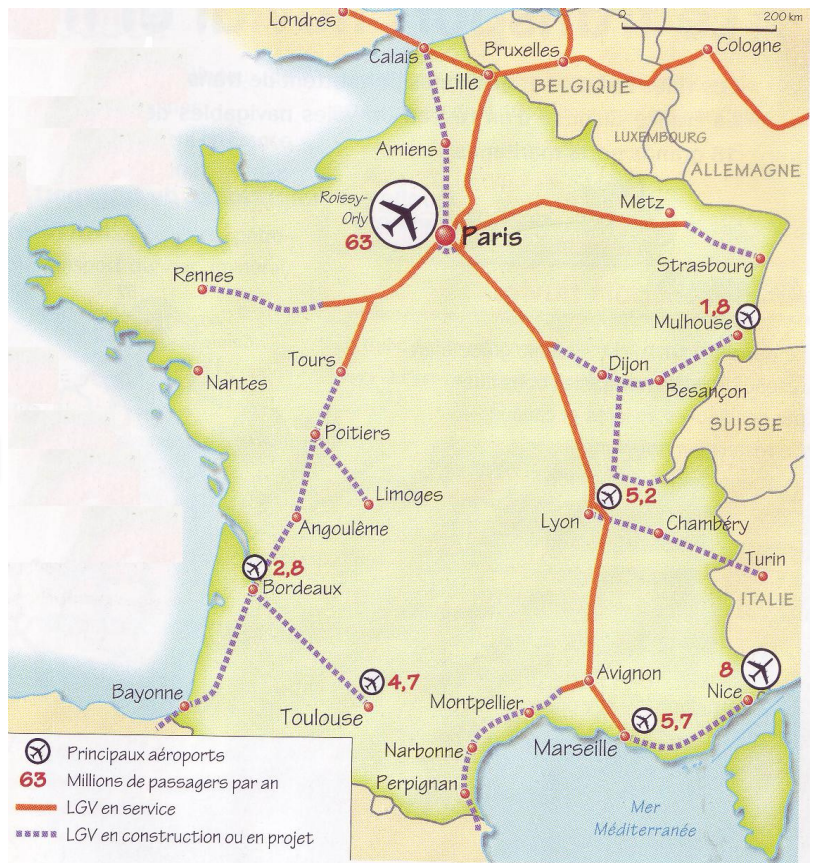 Londres
0
200 km
Calais
Lille
Bruxelles
Cologne
BELGIQUE
LUXEMBOURG
ALLEMAGNE
Amiens
Roissy-
Orly
63
Paris
Metz
Strasbourg
Rennes
1,8
Mulhouse
Tours
Nantes
Dijon
Besançon
SUISSE
Poitiers
Limoges
Angoulême
5,2
Lyon
Chambéry
Turin
ITALIE
2,8
Bordeaux
4,7
Toulouse
Bayonne
Avignon
8
Nice
Montpellier
5,7
Marseille
Narbonne
Perpignan
Mer
Méditerranée
Principaux aéroports
63 Millions de passagers par an
LGV en service
LGV en construction ou en projet